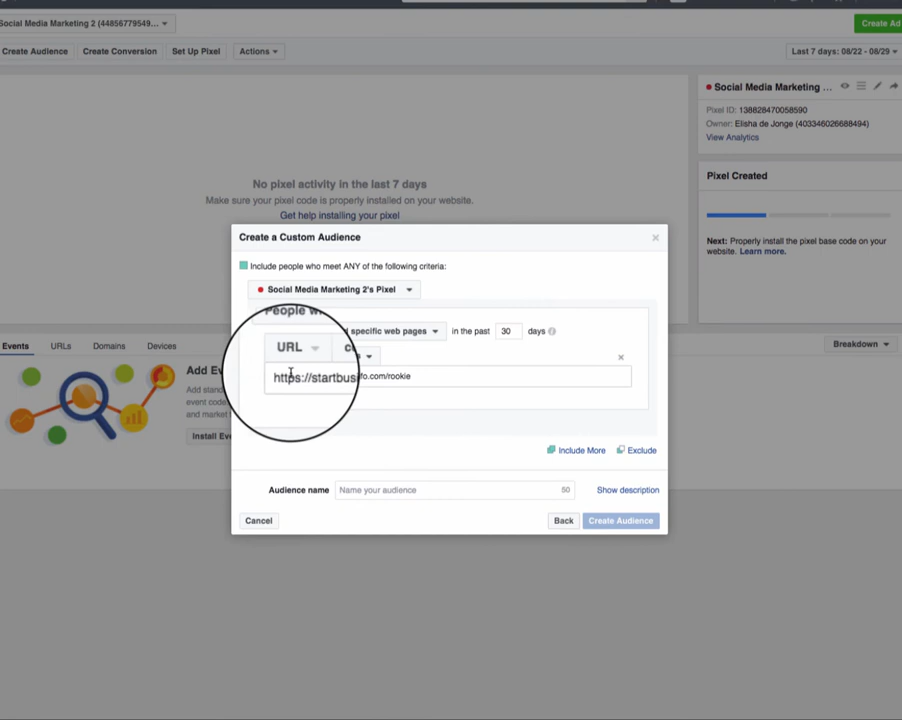 Social Media Marketing 2 (44856779549...
Create Ad
Create Audience
Create Conversion
Set Up Pixel
Actions
Last 7 days: 08/22 - 08/29
Social Media Marketing ...
Pixel ID: 138828470058590
Owner: Elisha de Jonge (403346026688494)
View Analytics
No pixel activity in the last 7 days
Make sure your pixel code is properly installed on your website.
Get help installing your pixel
Pixel Created
Next: Properly install the pixel base code on your
website. Learn more.
Create a Custom Audience
Include people who meet ANY of the following criteria:
Social Media Marketing 2's Pixel
People
specific web pages
in the past
30
days
URL
https://startbus
fo.com/rookie
Include More
Exclude
Audience name
Name your audience
50
Show description
Cancel
Back
Create Audience
Events
URLs
Domains
Devices
Breakdown
Add
Add
event
and market
Install